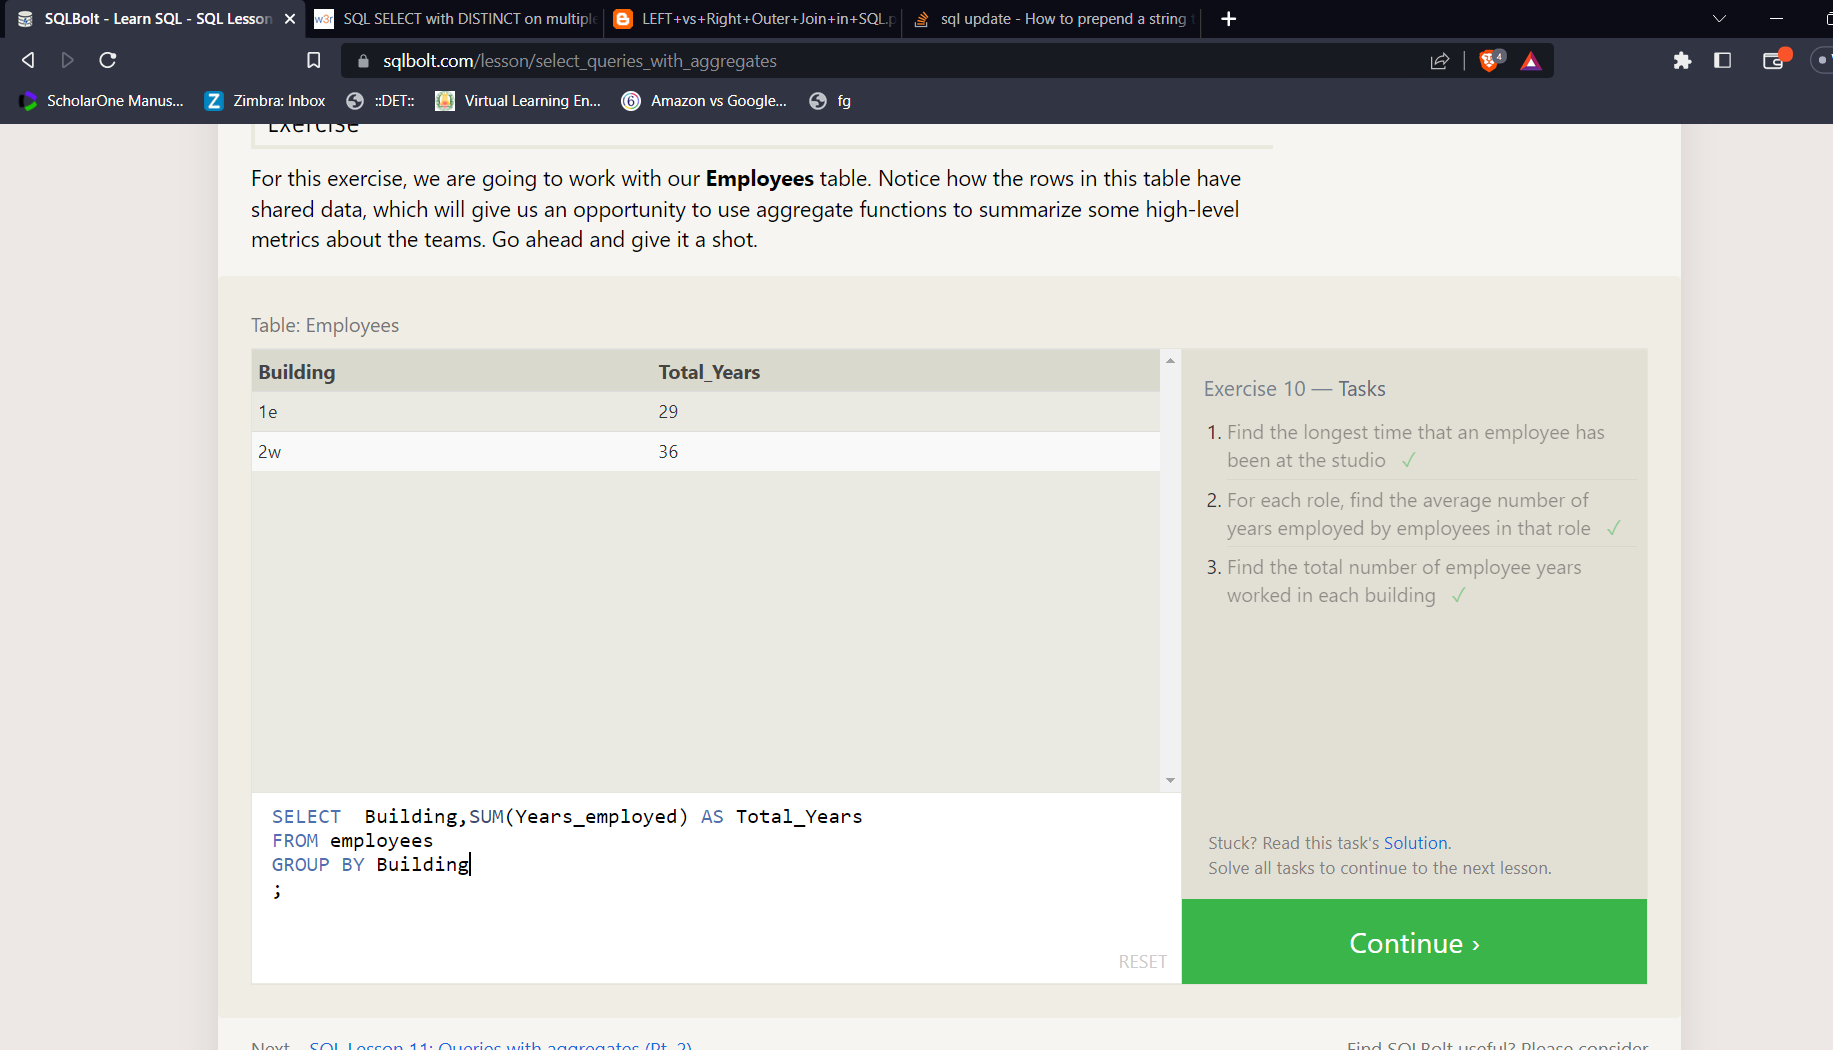 SQLBolt - Learn SQL - SQL Lesson
SQL SELECT with DISTINCT on multiple
LEFT+vs+Right+Outer+Join+in+SQL.p
sql update - How to prepend a string t
sqlbolt.com/lesson/select_queries_with_aggregates
4
ScholarOne Manus...
Zimbra: Inbox
::DET::
Virtual Learning En...
Amazon vs Google...
fg
Exercise
For this exercise, we are going to work with our Employees table. Notice how the rows in this table have
shared data, which will give us an opportunity to use aggregate functions to summarize some high-level
metrics about the teams. Go ahead and give it a shot.
Table: Employees
Building Total_Years
1e 29
2w 36
SELECT  Building,SUM(Years_employed) AS Total_Years
FROM employees
GROUP BY Building
;
RESET
Exercise 10 — Tasks
1. Find the longest time that an employee has
been at the studio ✓
2. For each role, find the average number of
years employed by employees in that role ✓
3. Find the total number of employee years
worked in each building ✓
Stuck? Read this task's Solution.
Solve all tasks to continue to the next lesson.
Continue ›
Next – SQL Lesson 11: Queries with aggregates (Pt. 2)
Find SQLBolt useful? Please consider